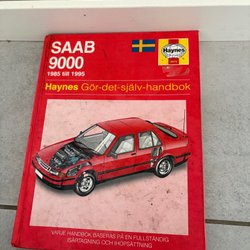 SAAB
9000
1985 till 1995
Haynes
Haynes Gör-det-själv-handbok
VARJE HANDBOK BASERAS PÅ EN FULLSTÄNDIG
ISÄRTAGNING OCH IHOPSÄTTNING